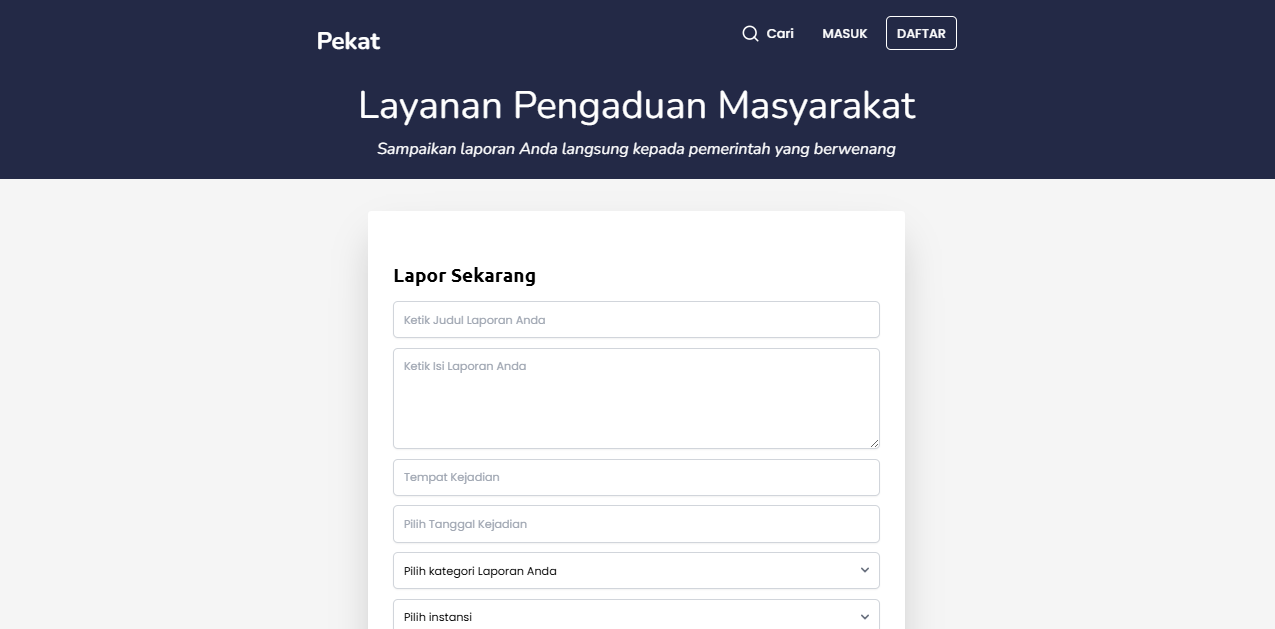 Pekat
Cari
MASUK
DAFTAR
Layanan Pengaduan Masyarakat
Sampaikan laporan Anda langsung kepada pemerintah yang berwenang
Lapor Sekarang
Ketik Judul Laporan Anda
Ketik Isi Laporan Anda
Tempat Kejadian
Pilih Tanggal Kejadian
Pilih kategori Laporan Anda
Pilih instansi